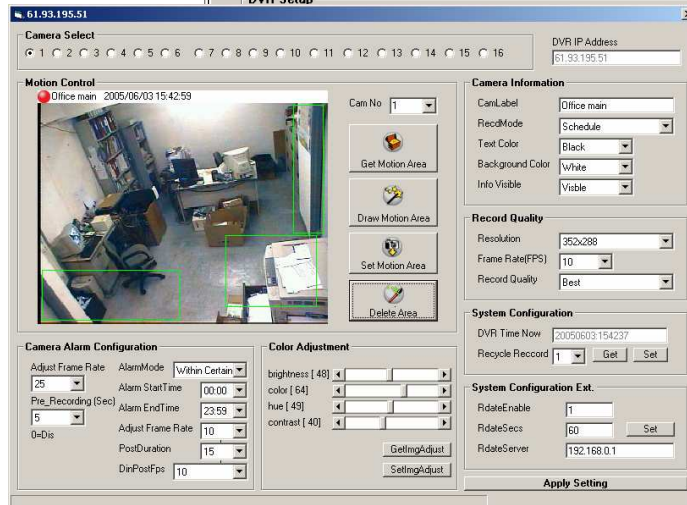 DVR Setup
61.93.195.51
Camera Select
1 2 3 4 5 6 7 8 9 10 11 12 13 14 15 16
DVR IP Address
61.93.195.51
Motion Control
Office main 2005/06/03 15:42:59
Cam No 1
Get Motion Area
Draw Motion Area
Set Motion Area
Delete Area
Camera Information
CamLabel Office main
RecdMode Schedule
Text Color Black
Background Color White
Info Visible Visble
Record Quality
Resolution 352x288
Frame Rate(FPS) 10
Record Quality Best
System Configuration
DVR Time Now 20050603:154237
Recycle Reccord 1 Get Set
Camera Alarm Configuration
Adjust Frame Rate
25
Pre_Recording (Sec)
5
0=Dis
AlarmMode Within Certain
Alarm StartTime 00:00
Alarm EndTime 23:59
Adjust Frame Rate 10
PostDuration 15
DinPostFps 10
Color Adjustment
brightness [ 48]
color [ 64]
hue [ 49]
contrast [ 40]
GetImgAdjust
SetImgAdjust
System Configuration Ext.
RdateEnable 1
RdateSecs 60 Set
RdateServer 192.168.0.1
Apply Setting